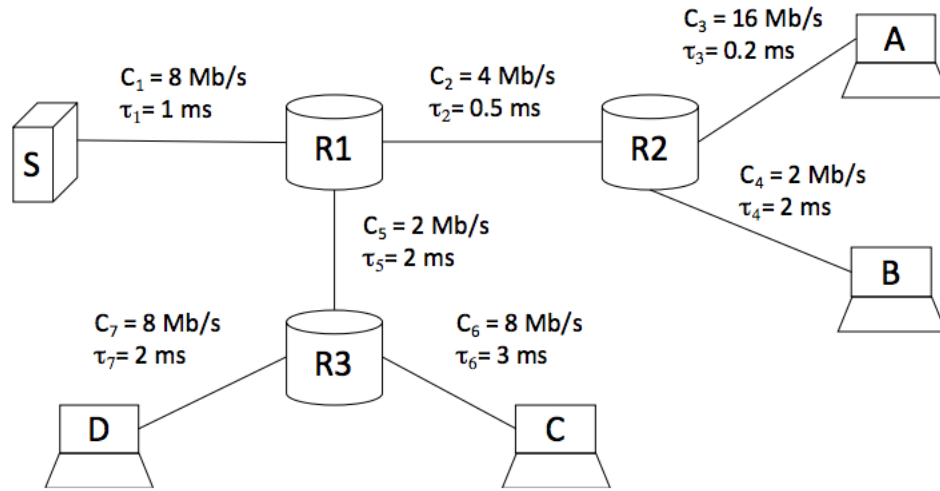 C₃ = 16 Mb/s
τ₃= 0.2 ms
A
C₁ = 8 Mb/s
τ₁= 1 ms
C₂ = 4 Mb/s
τ₂= 0.5 ms
S
R1
R2
C₄ = 2 Mb/s
τ₄= 2 ms
C₅ = 2 Mb/s
τ₅= 2 ms
B
C₇ = 8 Mb/s
τ₇= 2 ms
C₆ = 8 Mb/s
τ₆= 3 ms
R3
D
C